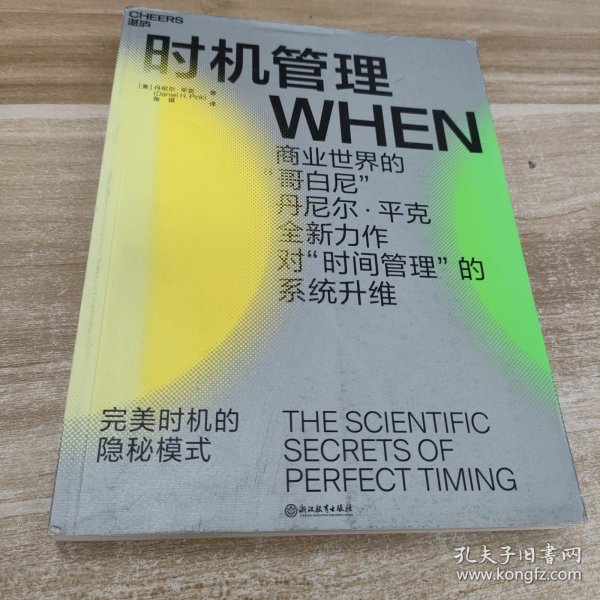 CHEERS
湛庐
时机管理
[美] 丹尼尔·平克 著
(Daniel H. Pink)
张琪 译
WHEN
商业世界的
“哥白尼”
丹尼尔·平克
全新力作
对“时间管理”的
系统升维
完美时机的
隐秘模式
THE SCIENTIFIC
SECRETS OF
PERFECT TIMING
浙江教育出版社
孔夫子旧书网
www.kongfz.com